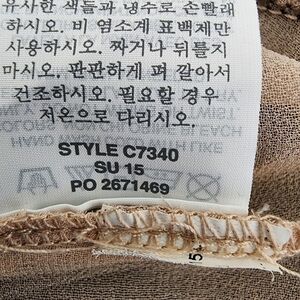 유사한 색들과 냉수로 손빨래
하시오. 비 염소계 표백제만
사용하시오. 짜거나 뒤틀지
마시오. 판판하게 펴 같아서
건조하시오. 필요할 경우
저온으로 다리시오.
STYLE C7340
SU 15
PO 2671469